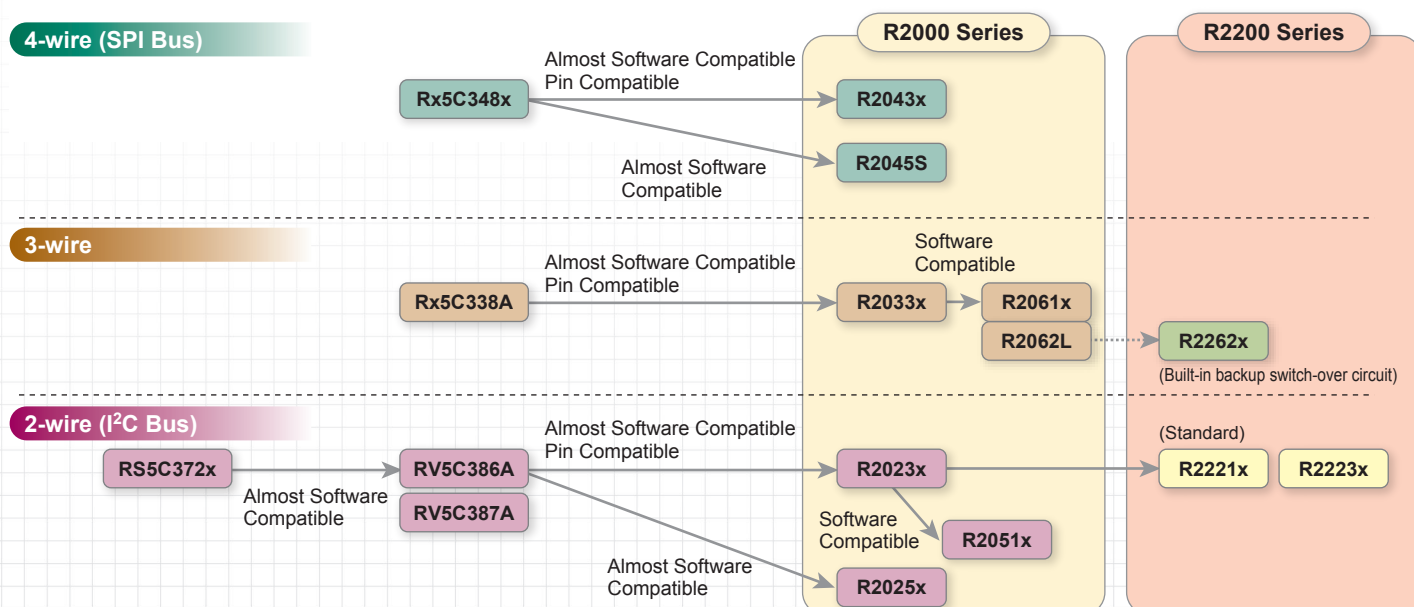 R2000 Series
R2200 Series
4-wire (SPI Bus)
Almost Software Compatible
Pin Compatible
Rx5C348x
R2043x
R2045S
Almost Software
Compatible
3-wire
Software
Compatible
Almost Software Compatible
Pin Compatible
Rx5C338A
R2033x
R2061x
R2062L
R2262x
(Built-in backup switch-over circuit)
2-wire (I²C Bus)
Almost Software Compatible
Pin Compatible
(Standard)
RS5C372x
RV5C386A
R2023x
R2221x
R2223x
Almost Software
Compatible
RV5C387A
Software
Compatible
R2051x
Almost Software
Compatible
R2025x